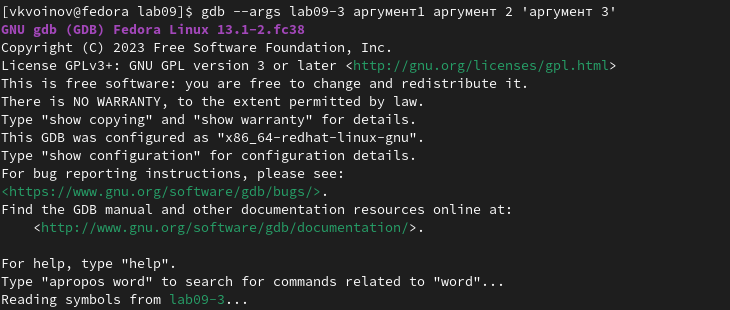 [vkvoinov@fedora lab09]$ gdb --args lab09-3 аргумент1 аргумент 2 'аргумент 3'
GNU gdb (GDB) Fedora Linux 13.1-2.fc38
Copyright (C) 2023 Free Software Foundation, Inc.
License GPLv3+: GNU GPL version 3 or later <http://gnu.org/licenses/gpl.html>
This is free software: you are free to change and redistribute it.
There is NO WARRANTY, to the extent permitted by law.
Type "show copying" and "show warranty" for details.
This GDB was configured as "x86_64-redhat-linux-gnu".
Type "show configuration" for configuration details.
For bug reporting instructions, please see:
<https://www.gnu.org/software/gdb/bugs/>.
Find the GDB manual and other documentation resources online at:
    <http://www.gnu.org/software/gdb/documentation/>.

For help, type "help".
Type "apropos word" to search for commands related to "word"...
Reading symbols from lab09-3...